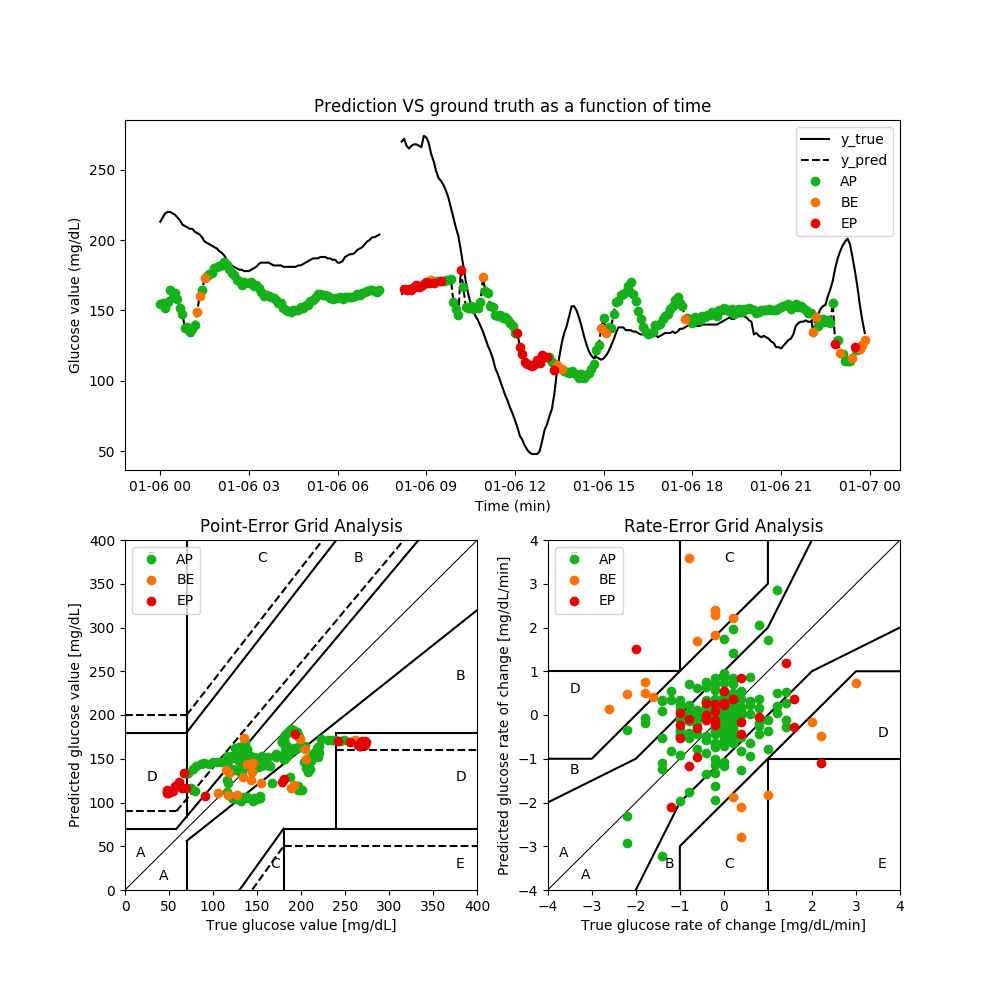 Prediction VS ground truth as a function of time
Glucose value (mg/dL)
250
200
150
100
50
y_true
y_pred
AP
BE
EP
01-06 00 01-06 03 01-06 06 01-06 09 01-06 12 01-06 15 01-06 18 01-06 21 01-07 00
Time (min)
Point-Error Grid Analysis
Predicted glucose value [mg/dL]
400
350
300
250
200
150
100
50
0
AP
BE
EP
C
B
B
D
D
A
A
C
E
0 50 100 150 200 250 300 350 400
True glucose value [mg/dL]
Rate-Error Grid Analysis
Predicted glucose rate of change [mg/dL/min]
4
3
2
1
0
−1
−2
−3
−4
AP
BE
EP
C
D
D
B
A
A
B
C
E
−4 −3 −2 −1 0 1 2 3 4
True glucose rate of change [mg/dL/min]